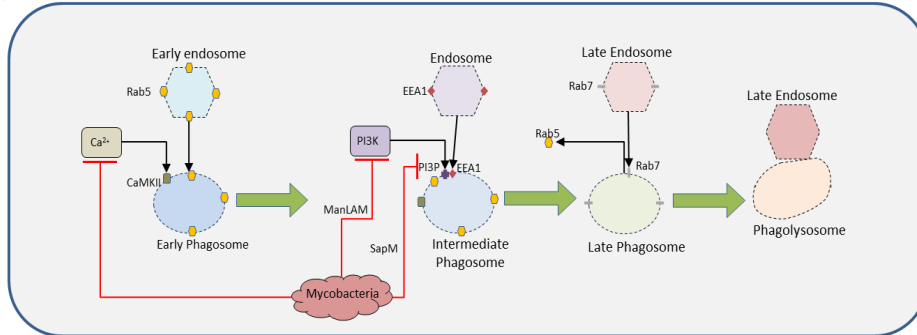 Early endosome
Rab5
Ca²⁺
CaMKII
Early Phagosome
ManLAM
SapM
Mycobacteria
PI3K
Endosome
EEA1
PI3P
EEA1
Intermediate
Phagosome
Late Endosome
Rab7
Rab5
Rab7
Late Phagosome
Late Endosome
Phagolysosome